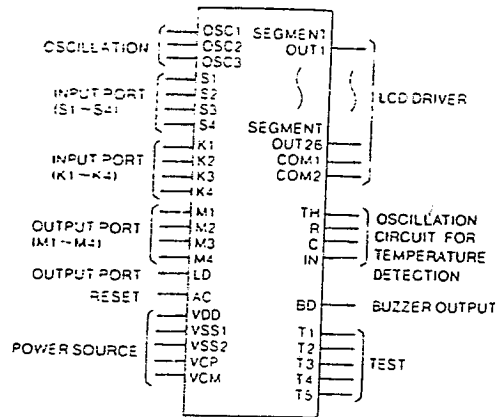 OSCILLATION
OSC1
OSC2
OSC3
INPUT PORT
(S1~S4)
S1
S2
S3
S4
INPUT PORT
(K1~K4)
K1
K2
K3
K4
OUTPUT PORT
(M1~M4)
M1
M2
M3
M4
OUTPUT PORT
LD
RESET
AC
POWER SOURCE
VDD
VSS1
VSS2
VCP
VCM
SEGMENT
OUT1
SEGMENT
OUT26
COM1
COM2
LCD DRIVER
TH
R
C
IN
OSCILLATION
CIRCUIT FOR
TEMPERATURE
DETECTION
BD
BUZZER OUTPUT
T1
T2
T3
T4
T5
TEST